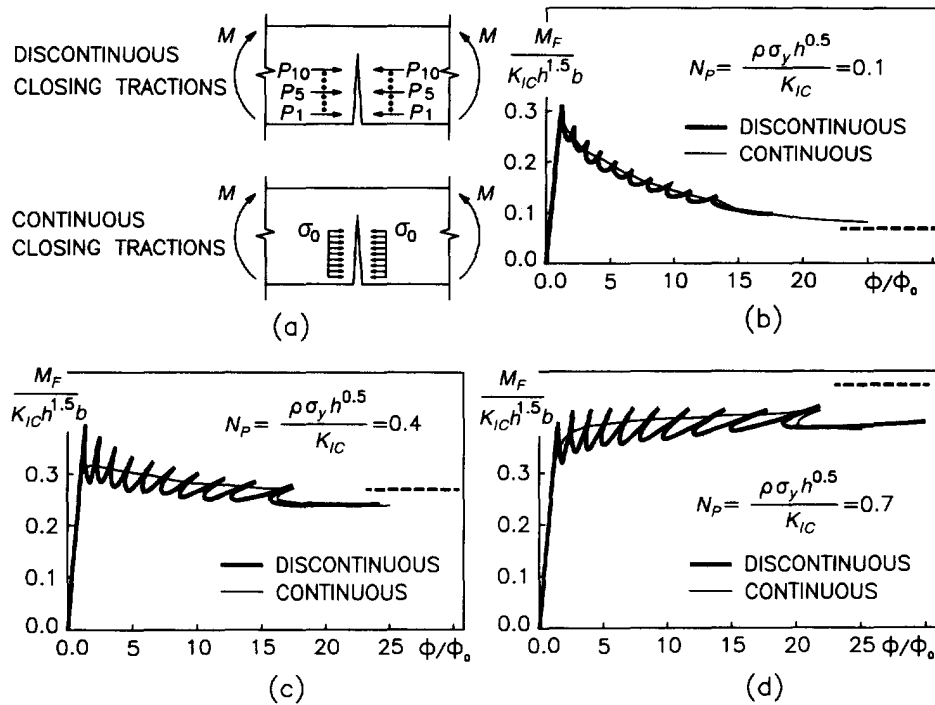 DISCONTINUOUS
CLOSING TRACTIONS
M M
P10 P10
P5 P5
P1 P1
CONTINUOUS
CLOSING TRACTIONS
M M
σ0 σ0
(a)
M_F / K_IC h^1.5 b
N_P = ρσ_y h^0.5 / K_IC = 0.1
DISCONTINUOUS
CONTINUOUS
0.3
0.2
0.1
0.0
0.0 5 10 15 20 25 ϕ/ϕ0
(b)
M_F / K_IC h^1.5 b
N_P = ρσ_y h^0.5 / K_IC = 0.4
0.3
0.2
0.1
0.0
DISCONTINUOUS
CONTINUOUS
0.0 5 10 15 20 25 ϕ/ϕ0
(c)
M_F / K_IC h^1.5 b
0.3
0.2
0.1
0.0
N_P = ρσ_y h^0.5 / K_IC = 0.7
DISCONTINUOUS
CONTINUOUS
0.0 5 10 15 20 25 ϕ/ϕ0
(d)